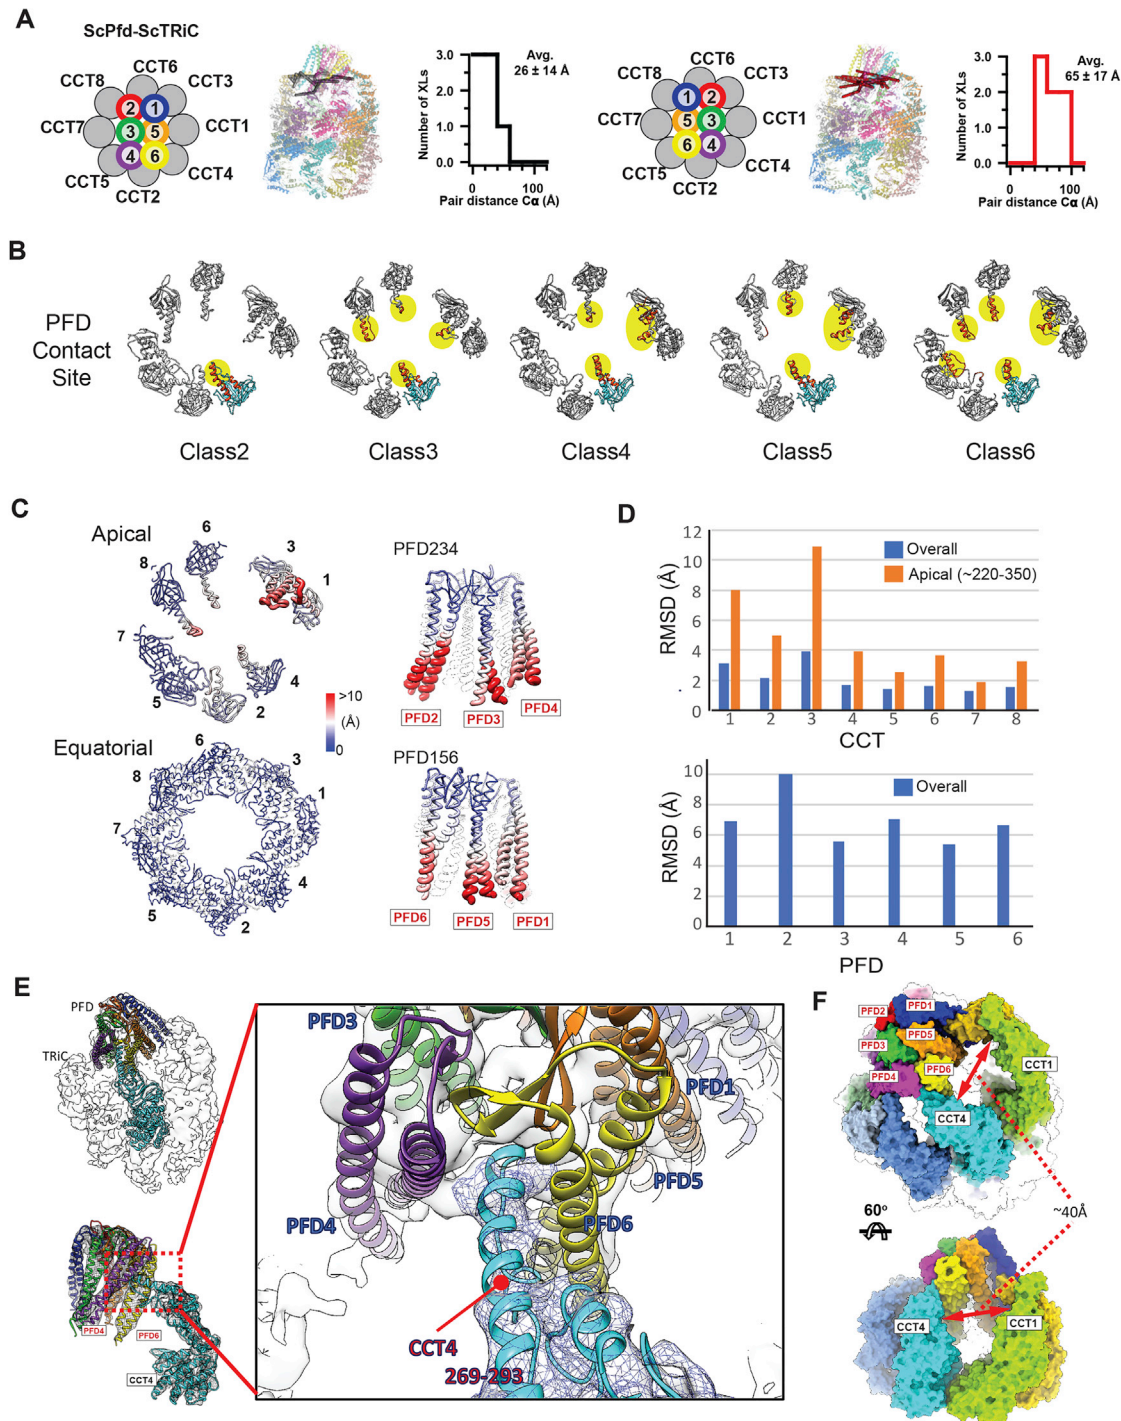 A
ScPfd-ScTRiC
CCT6
CCT8
CCT3
CCT7
CCT1
CCT5
CCT4
CCT2
2
1
3
5
4
6
Number of XLs
3.0
2.0
1.0
0.0
Avg.
26 ± 14 Å
0
100
Pair distance Cα (Å)
CCT6
CCT8
CCT3
CCT7
CCT1
CCT5
CCT4
CCT2
1
2
5
3
6
4
Number of XLs
3.0
2.0
1.0
0.0
Avg.
65 ± 17 Å
0
100
Pair distance Cα (Å)
B
PFD
Contact
Site
Class2
Class3
Class4
Class5
Class6
C
Apical
6
3
8
1
7
5
4
2
>10
(Å)
0
Equatorial
6
3
8
1
7
4
5
2
PFD234
PFD2
PFD3
PFD4
PFD156
PFD6
PFD5
PFD1
D
RMSD (Å)
12
10
8
6
4
2
0
Overall
Apical (~220-350)
1 2 3 4 5 6 7 8
CCT
RMSD (Å)
10
8
6
4
2
0
Overall
1 2 3 4 5 6
PFD
E
PFD
TRiC
PFD4
PFD6
CCT4
PFD3
PFD1
PFD5
PFD4
PFD6
CCT4
269-293
F
PFD1
PFD2
PFD5
PFD3
PFD6
PFD4
CCT1
CCT4
60°
~40Å
CCT4
CCT1